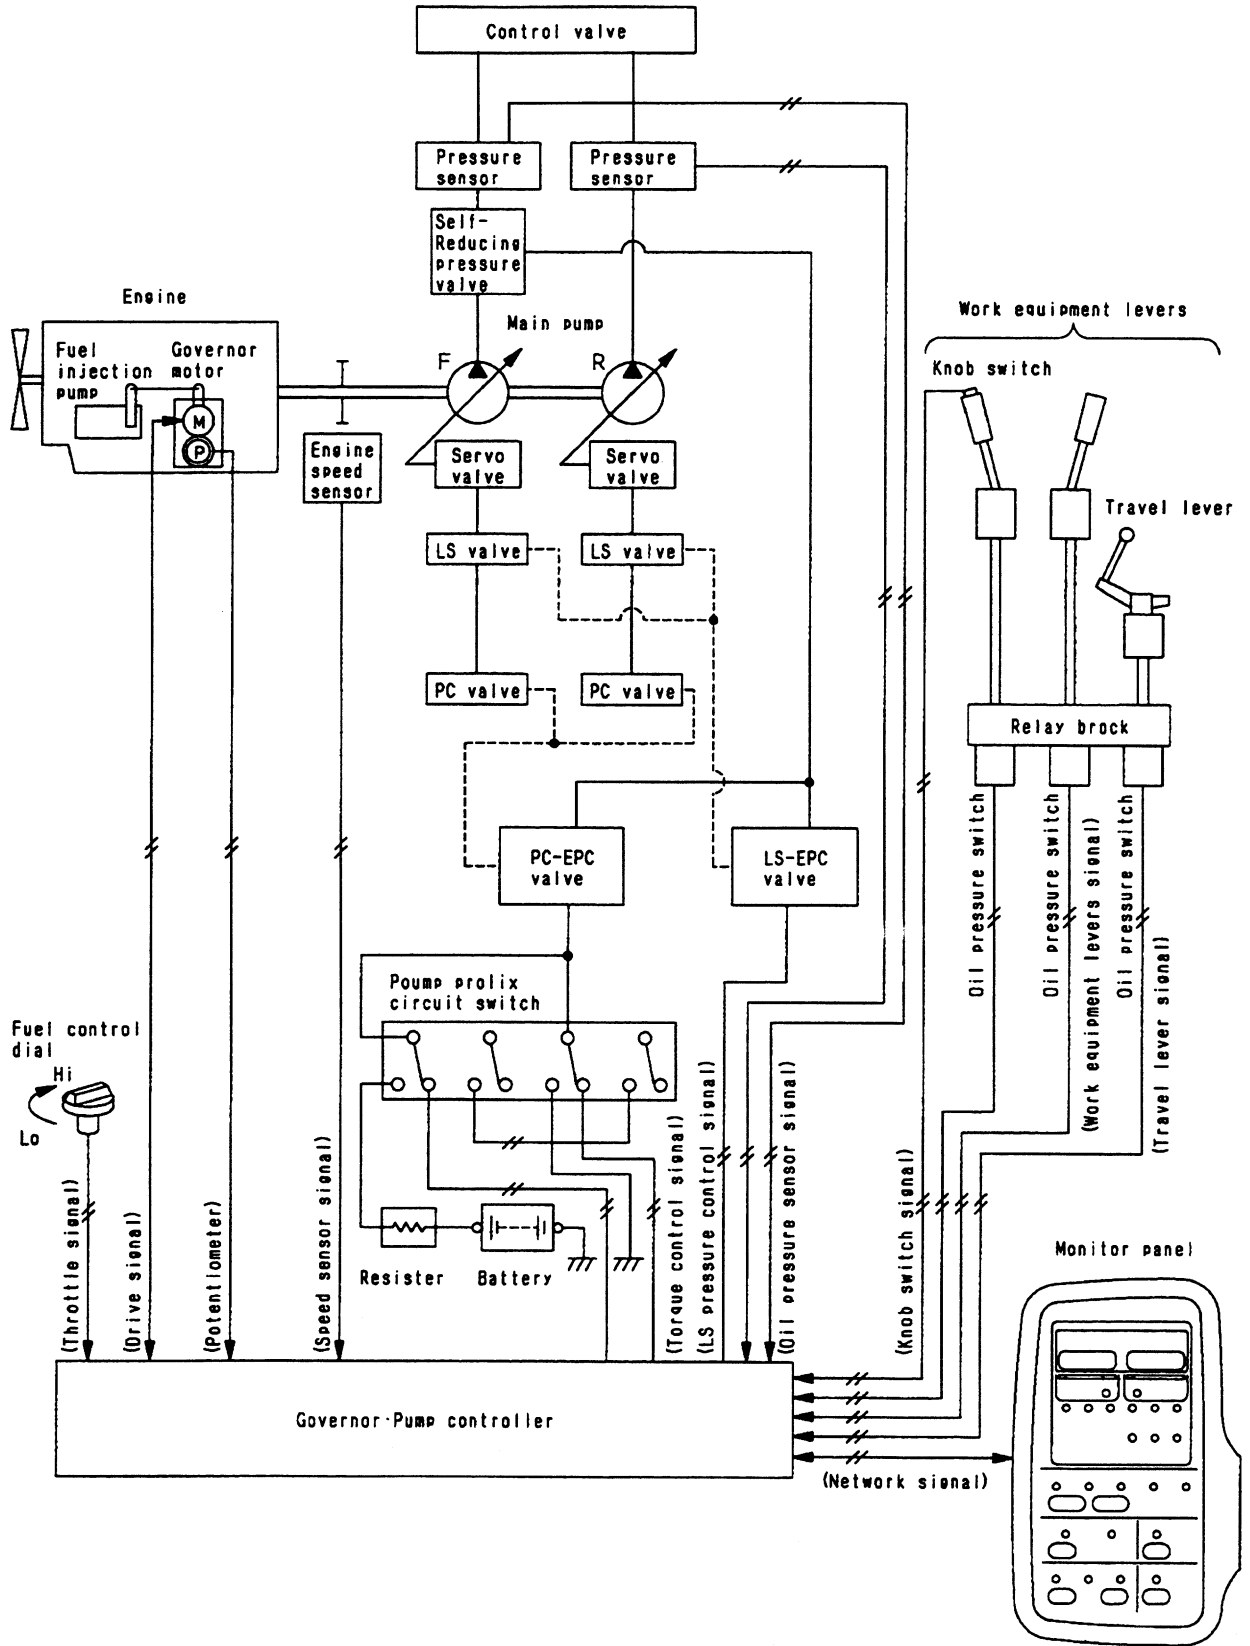 Control valve
Pressure
sensor
Pressure
sensor
Self-
Reducing
pressure
valve
Engine
Main pump
Work equipment levers
Fuel
injection
pump
Governor
motor
F
R
Knob switch
M
P
Engine
speed
sensor
Servo
valve
Servo
valve
Travel lever
LS valve
LS valve
PC valve
PC valve
Relay brock
PC-EPC
valve
LS-EPC
valve
Oil pressure switch
Oil pressure switch
(Work equipment levers signal)
Oil pressure switch
(Travel lever signal)
Poump prolix
circuit switch
Fuel control
dial
Hi
Lo
Resister
Battery
(Throttle signal)
(Drive signal)
(Potentiometer)
(Speed sensor signal)
(Torque control signal)
(LS pressure control signal)
(Oil pressure sensor signal)
(Knob switch signal)
Monitor panel
Governor·Pump controller
(Network signal)